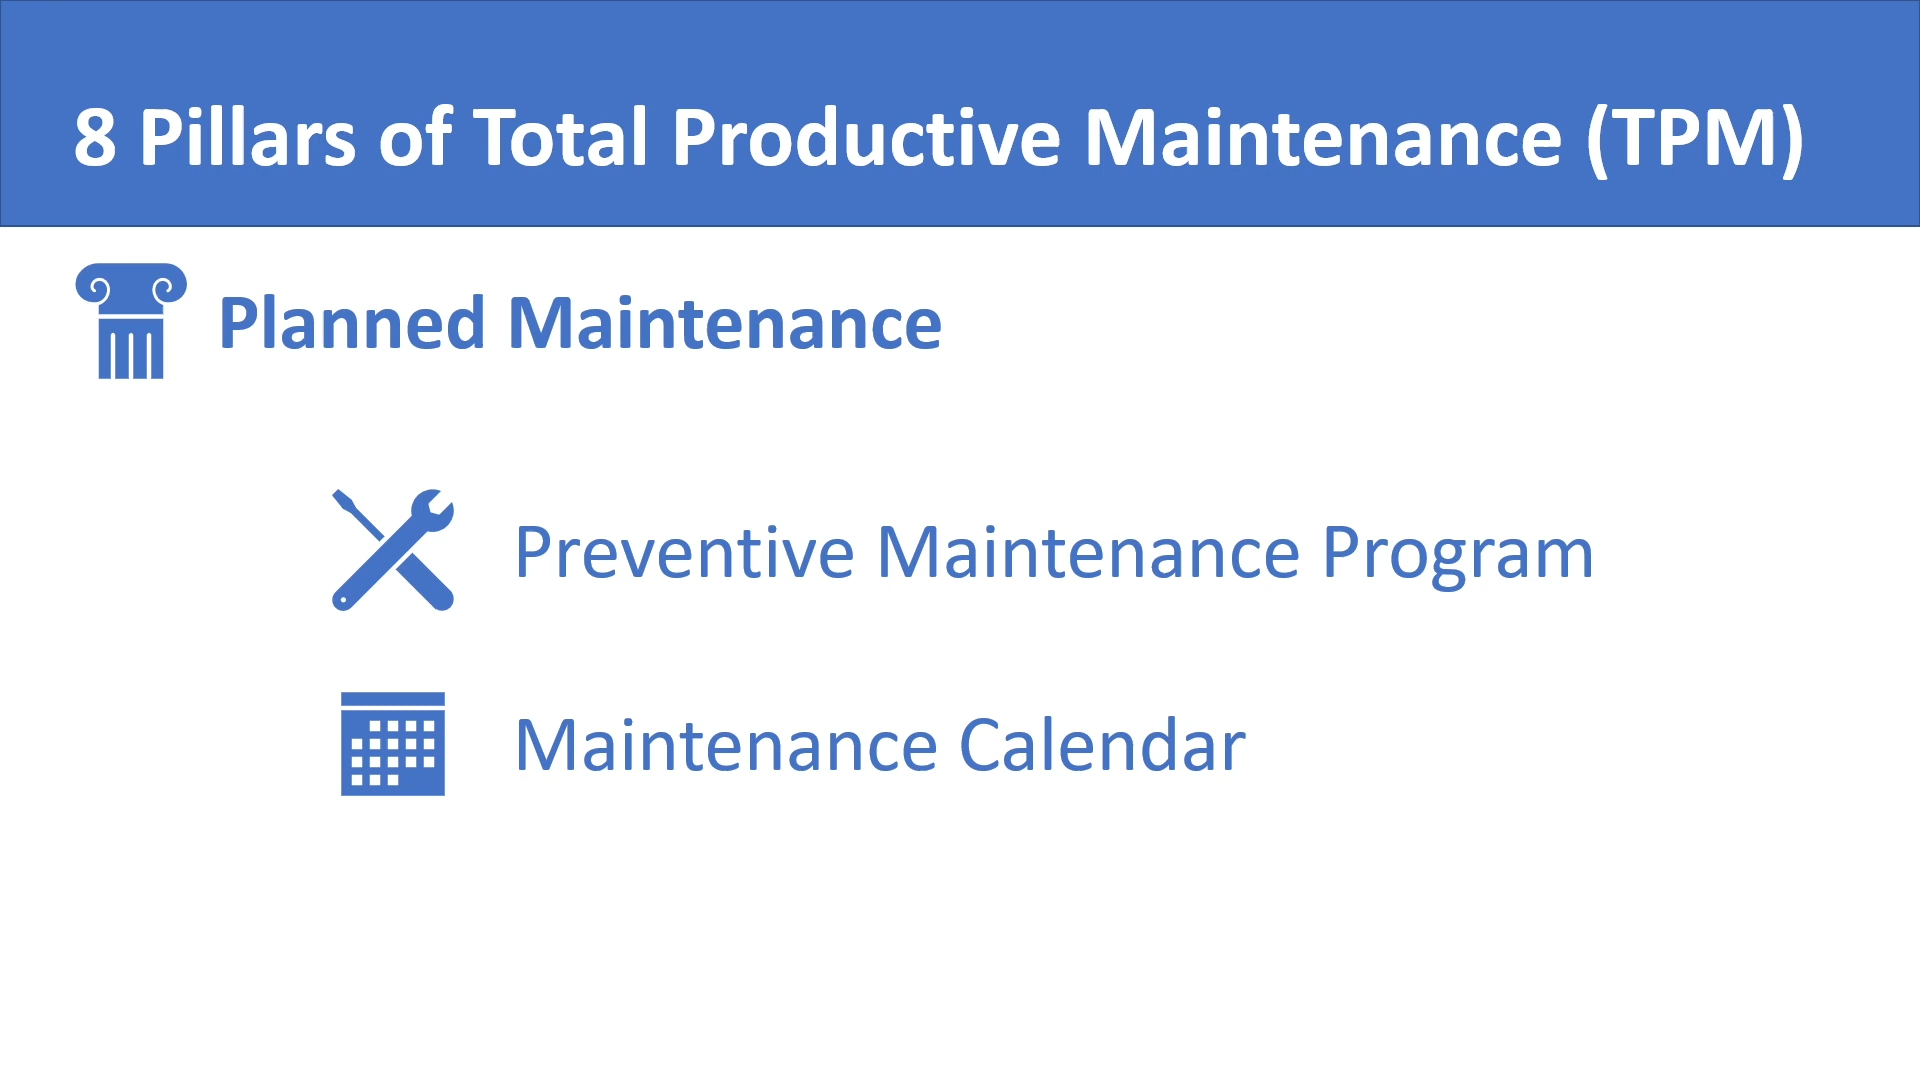 8 Pillars of Total Productive Maintenance (TPM)
Planned Maintenance
Preventive Maintenance Program
Maintenance Calendar